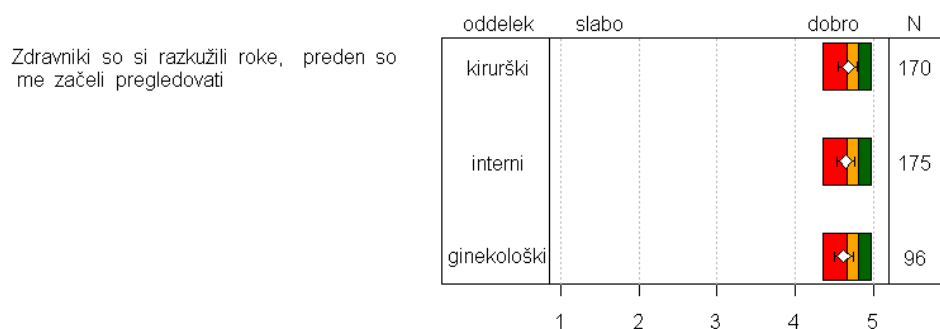 oddelek slabo dobro N
Zdravniki so si razkužili roke, preden so
me začeli pregledovati
kirurški 170
interni 175
ginekološki 96
1 2 3 4 5